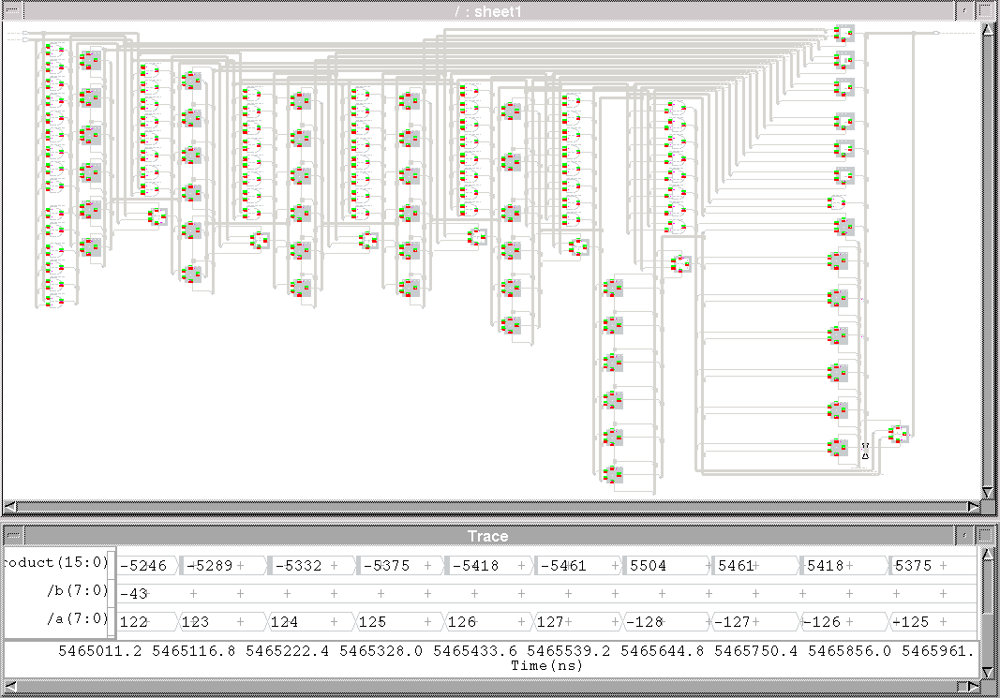 / : sheet1
Trace
roduct(15:0) -5246 -5289 -5332 -5375 -5418 -5461 5504 5461 5418 5375
/b(7:0) -43
/a(7:0) 122 123 124 125 126 127 -128 -127 -126 -125
5465011.2 5465116.8 5465222.4 5465328.0 5465433.6 5465539.2 5465644.8 5465750.4 5465856.0 5465961.
Time(ns)